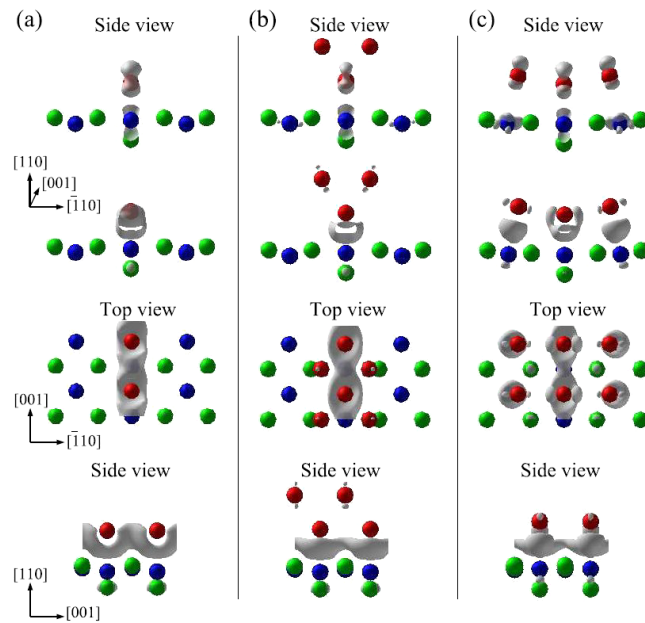 (a) Side view
(b) Side view
(c) Side view
[110]
[001]
[1̄10]
Top view
Top view
Top view
[001]
[1̄10]
Side view
Side view
Side view
[110]
[001]